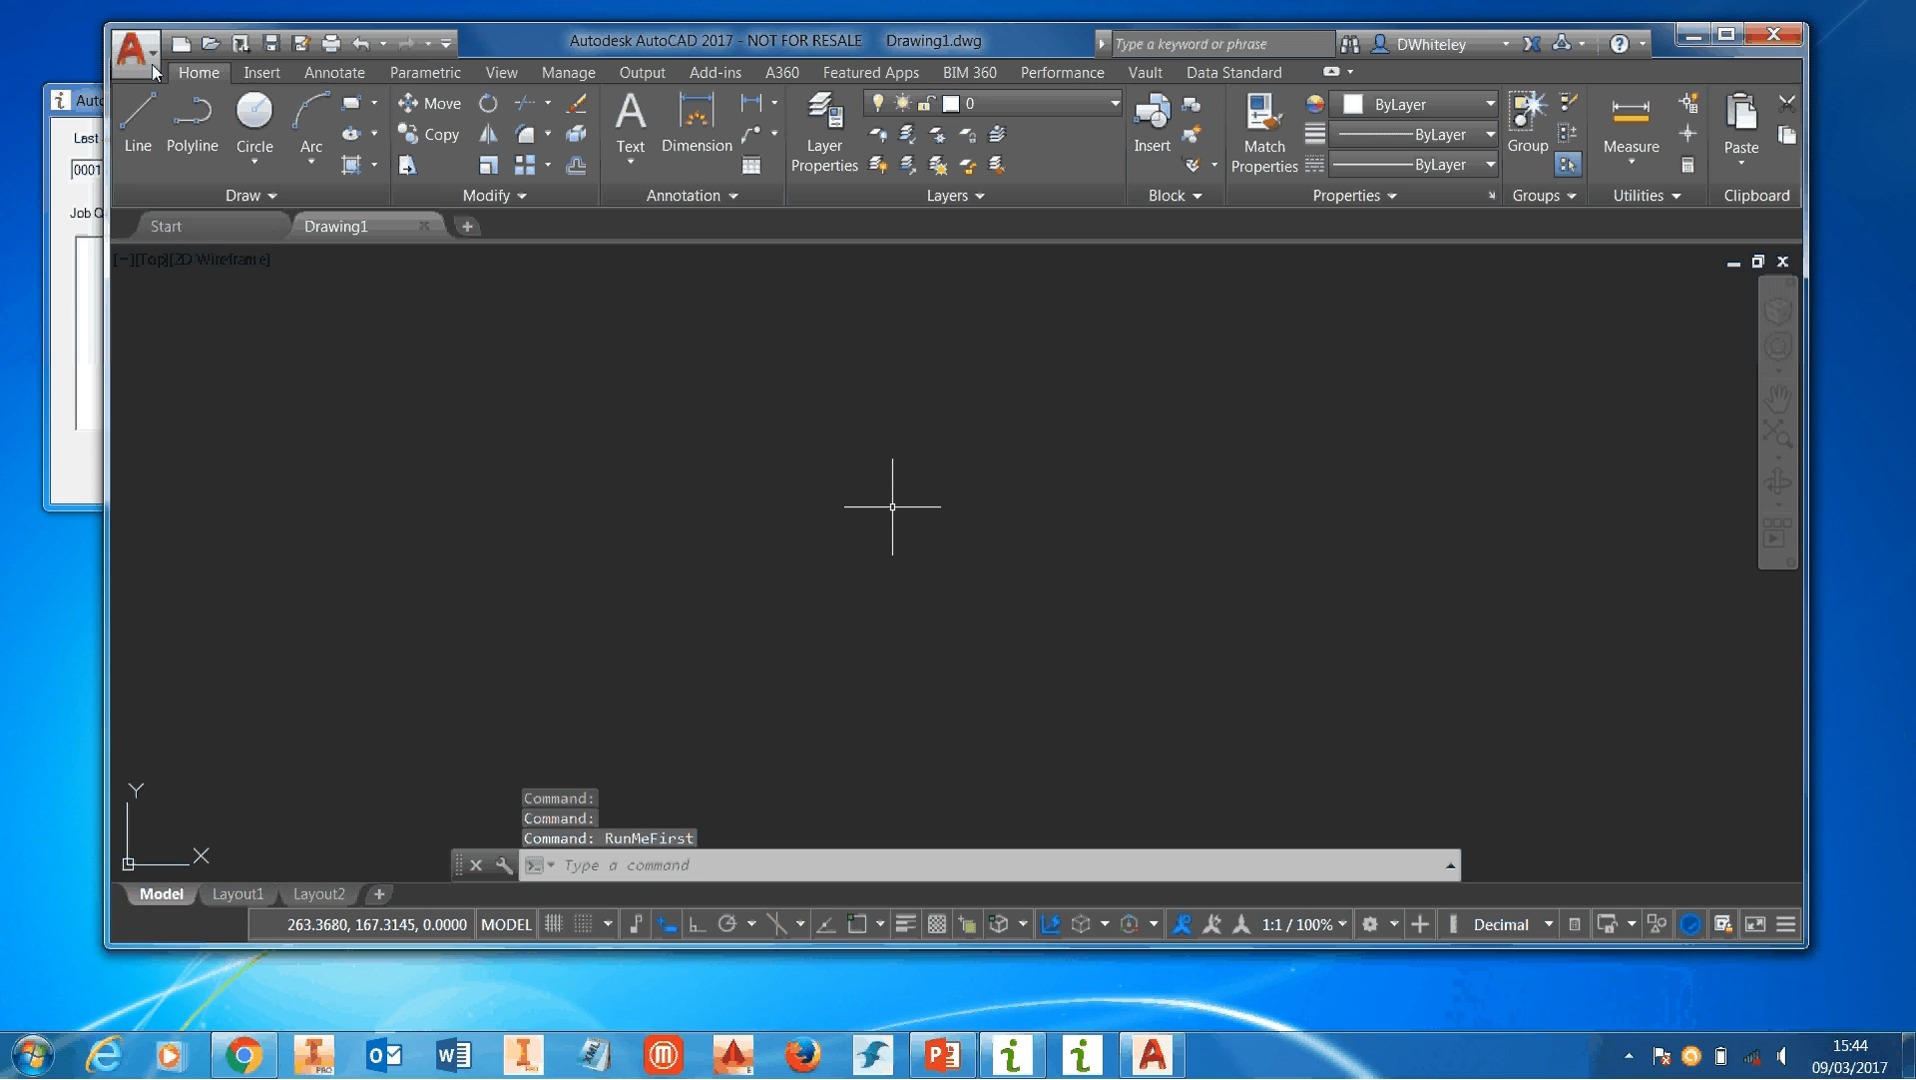 Autodesk AutoCAD 2017 - NOT FOR RESALE Drawing1.dwg
Type a keyword or phrase
DWhiteley
Home Insert Annotate Parametric View Manage Output Add-ins A360 Featured Apps BIM 360 Performance Vault Data Standard
Line Polyline Circle Arc
Move
Copy
Text Dimension
Layer Properties
0
Insert
Match Properties
ByLayer
ByLayer
ByLayer
Group
Measure
Paste
Draw Modify Annotation Layers Block Properties Groups Utilities Clipboard
Start Drawing1
[−][Top][2D Wireframe]
Auto
Last
0001
Job Q
Y
X
Command:
Command:
Command: RunMeFirst
Type a command
Model Layout1 Layout2
263.3680, 167.3145, 0.0000 MODEL 1:1 / 100% Decimal
15:44
09/03/2017